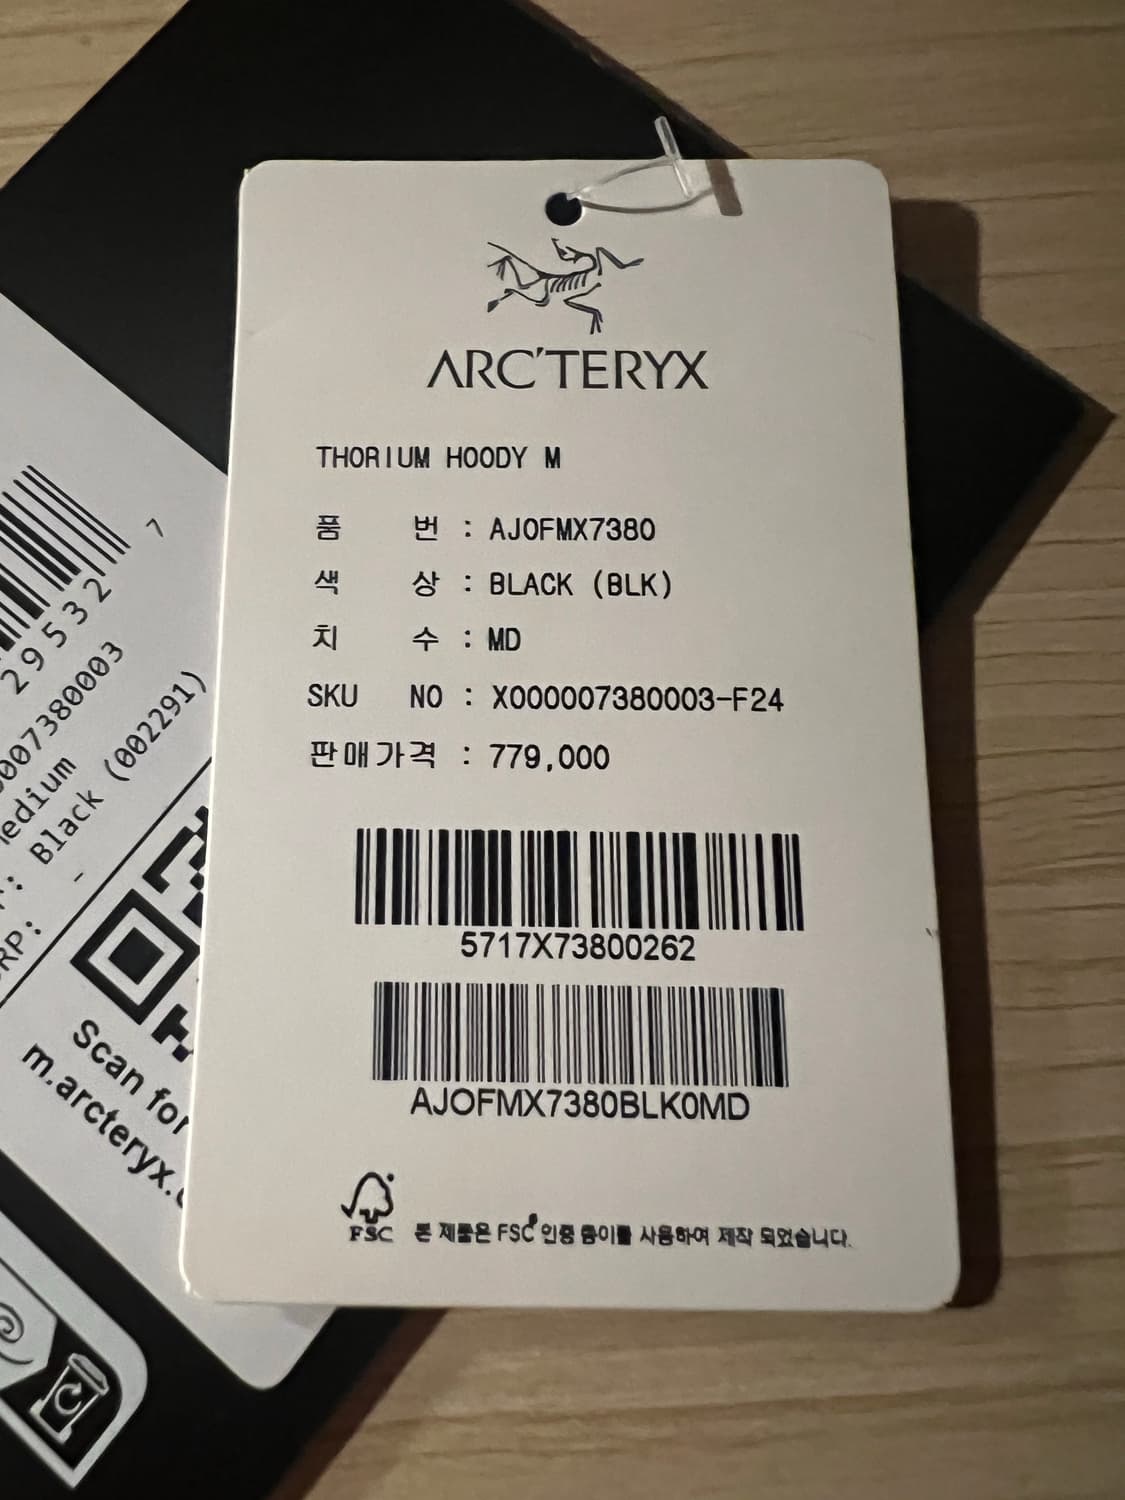 ARC'TERYX
THORIUM HOODY M
품 번 : AJOFMX7380
색 상 : BLACK (BLK)
치 수 : MD
SKU NO : X000007380003-F24
판매가격 : 779,000
5717X73800262
AJOFMX7380BLK0MD
FSC 본 제품은 FSC 인증 종이를 사용하여 제작 되었습니다.
29532 7
007380003
edium
: Black (002291)
RP: -
Scan for
m.arcteryx.